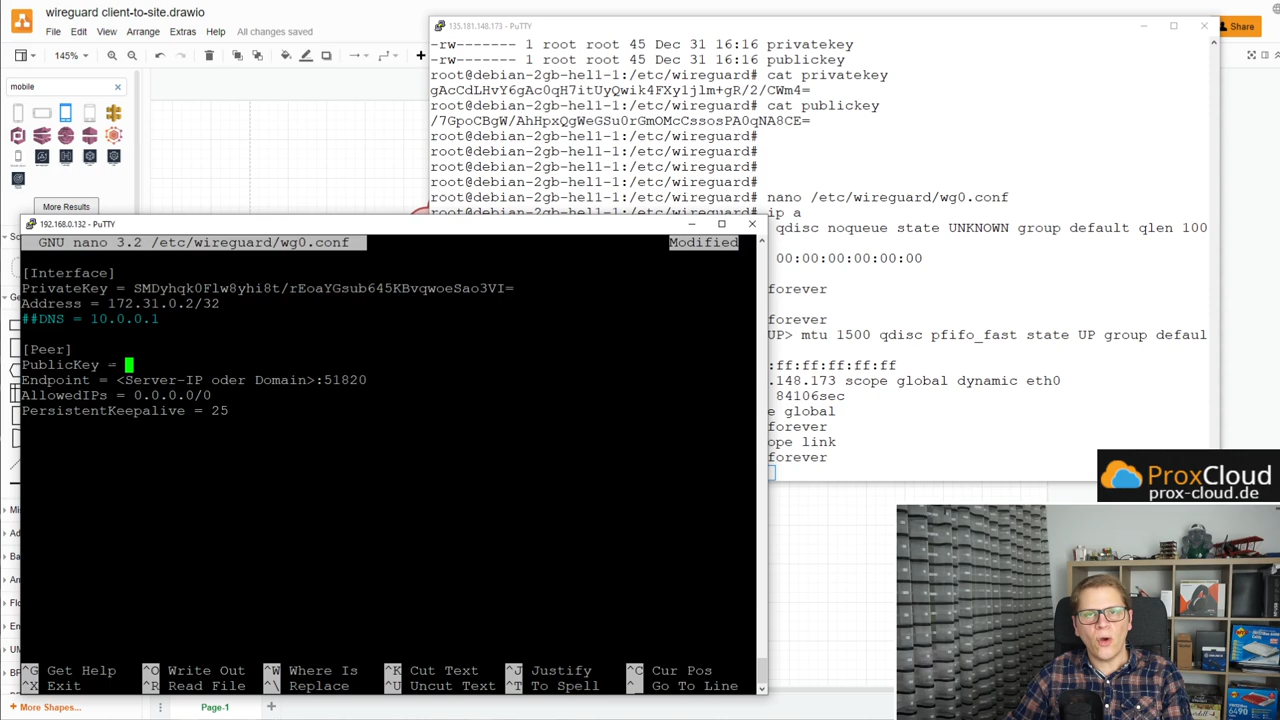 wireguard client-to-site.drawio
File Edit View Arrange Extras Help All changes saved
Share
145%
mobile
More Results
135.181.148.173 - PuTTY
-rw------- 1 root root 45 Dec 31 16:16 privatekey
-rw------- 1 root root 45 Dec 31 16:16 publickey
root@debian-2gb-hel1-1:/etc/wireguard# cat privatekey
gAcCdLHvY6gAc0qH7itUyQwik4FXyljlm+gR/2/CWm4=
root@debian-2gb-hel1-1:/etc/wireguard# cat publickey
/7GpoCBgW/AhHpxQgWeGSu0rGmOMcCssosPA0qNA8CE=
root@debian-2gb-hel1-1:/etc/wireguard#
root@debian-2gb-hel1-1:/etc/wireguard#
root@debian-2gb-hel1-1:/etc/wireguard#
root@debian-2gb-hel1-1:/etc/wireguard#
root@debian-2gb-hel1-1:/etc/wireguard# nano /etc/wireguard/wg0.conf
ip a
qdisc noqueue state UNKNOWN group default qlen 100
00:00:00:00:00:00
forever
forever
UP> mtu 1500 qdisc pfifo_fast state UP group defaul
:ff:ff:ff:ff:ff
.148.173 scope global dynamic eth0
84106sec
e global
forever
ope link
forever
192.168.0.132 - PuTTY
GNU nano 3.2 /etc/wireguard/wg0.conf Modified
[Interface]
PrivateKey = SMDyhqk0Flw8yhi8t/rEoaYGsub645KBvqwoeSao3VI=
Address = 172.31.0.2/32
##DNS = 10.0.0.1
[Peer]
PublicKey =
Endpoint = <Server-IP oder Domain>:51820
AllowedIPs = 0.0.0.0/0
PersistentKeepalive = 25
^G Get Help ^O Write Out ^W Where Is ^K Cut Text ^J Justify ^C Cur Pos
^X Exit ^R Read File ^\ Replace ^U Uncut Text ^T To Spell ^_ Go To Line
ProxCloud
prox-cloud.de
+ More Shapes...
Page-1